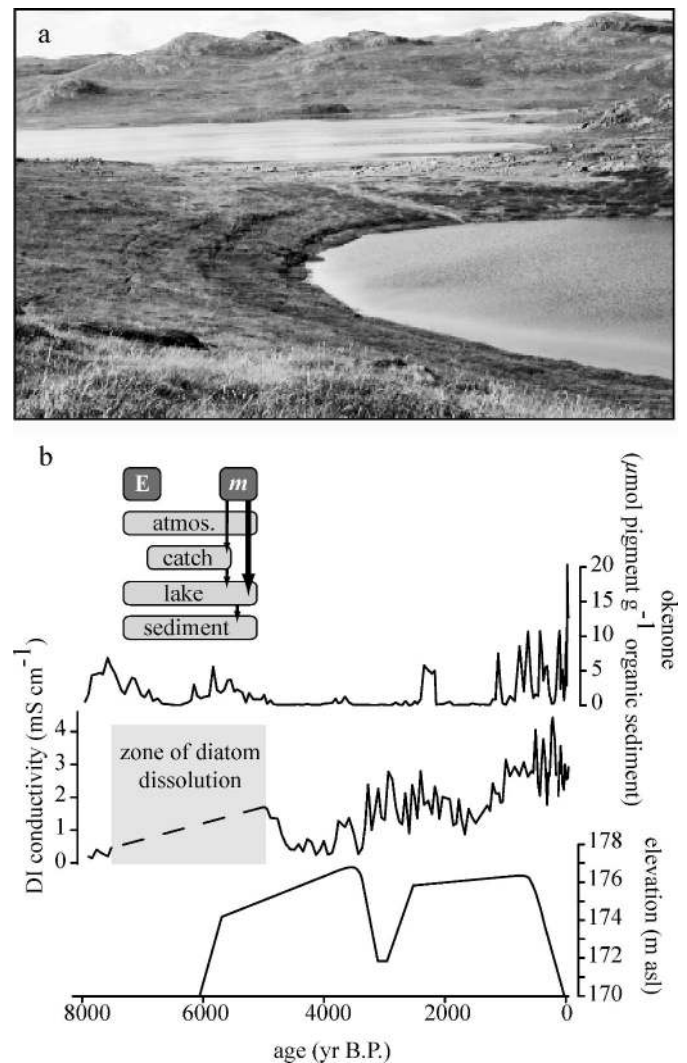 a
b
E
m
atmos.
catch
lake
sediment
okenone
(µmol pigment g-1 organic sediment)
20
15
10
5
0
DI conductivity (mS cm-1)
4
3
2
1
0
zone of diatom
dissolution
elevation (m asl)
178
176
174
172
170
8000
6000
4000
2000
0
age (yr B.P.)